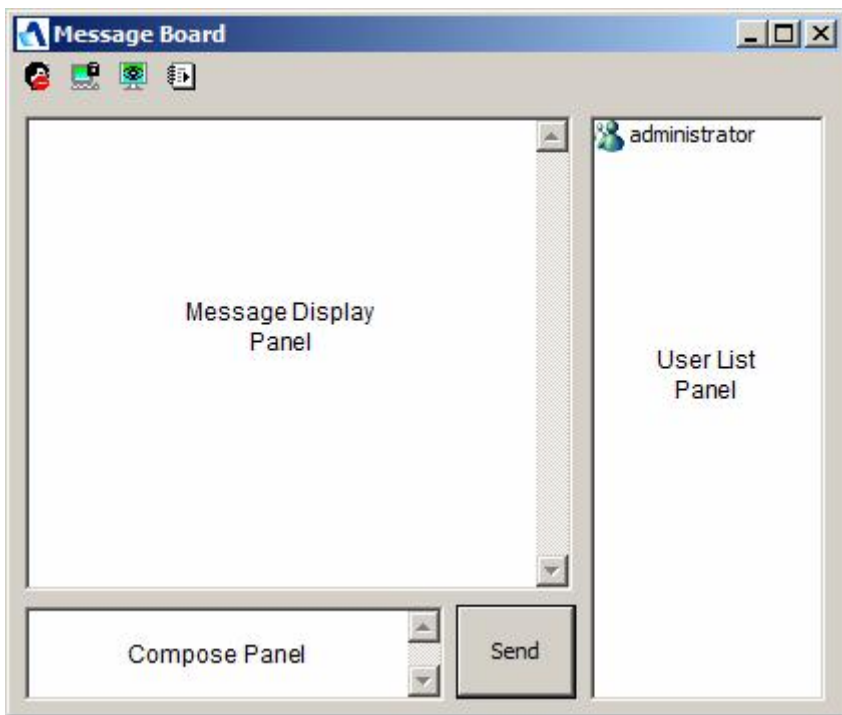 Message Board
administrator
Message Display
Panel
User List
Panel
Compose Panel
Send